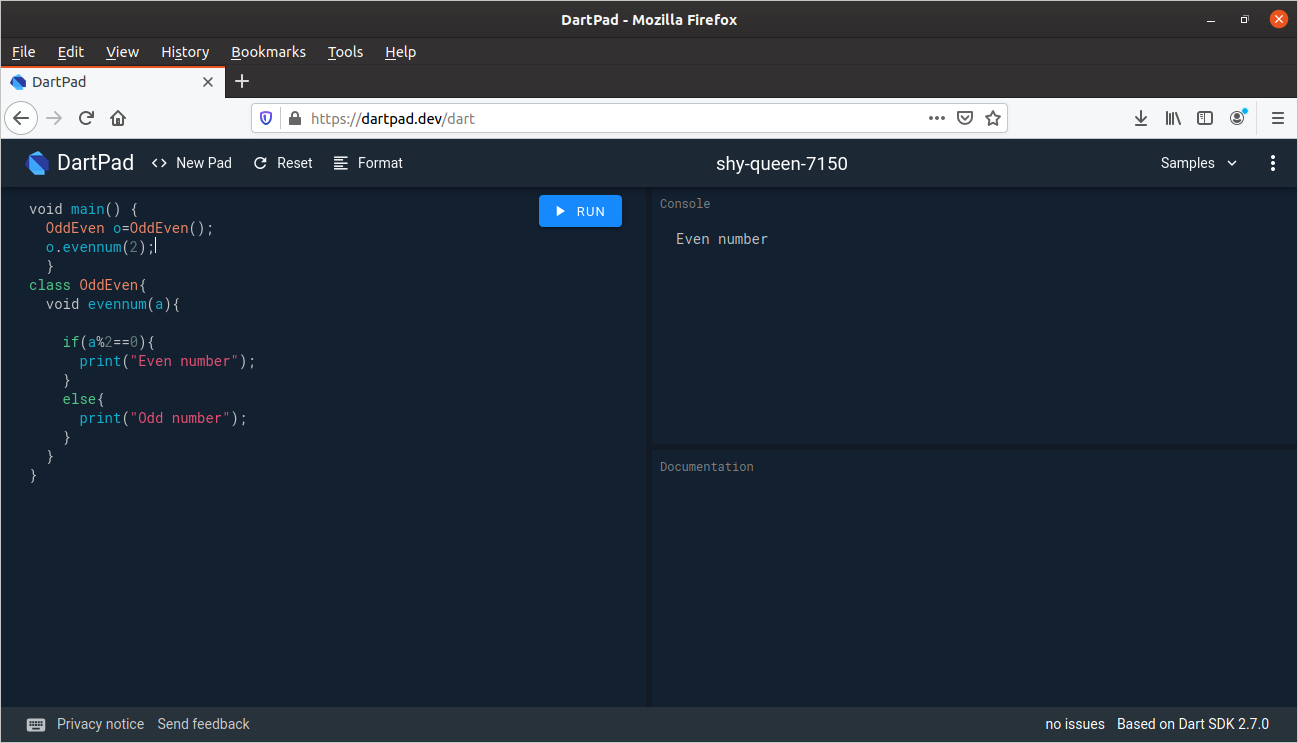 DartPad - Mozilla Firefox
File Edit View History Bookmarks Tools Help
DartPad
https://dartpad.dev/dart
DartPad <> New Pad Reset Format shy-queen-7150 Samples
RUN
void main() {
  OddEven o=OddEven();
  o.evennum(2);
  }
class OddEven{
  void evennum(a){
    if(a%2==0){
      print("Even number");
    }
    else{
      print("Odd number");
    }
  }
}
Console
Even number
Documentation
Privacy notice Send feedback no issues Based on Dart SDK 2.7.0